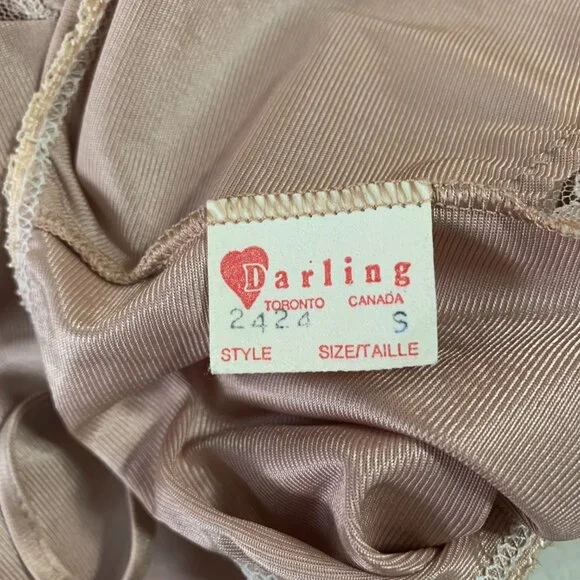 Darling
TORONTO CANADA
2424 S
STYLE SIZE/TAILLE